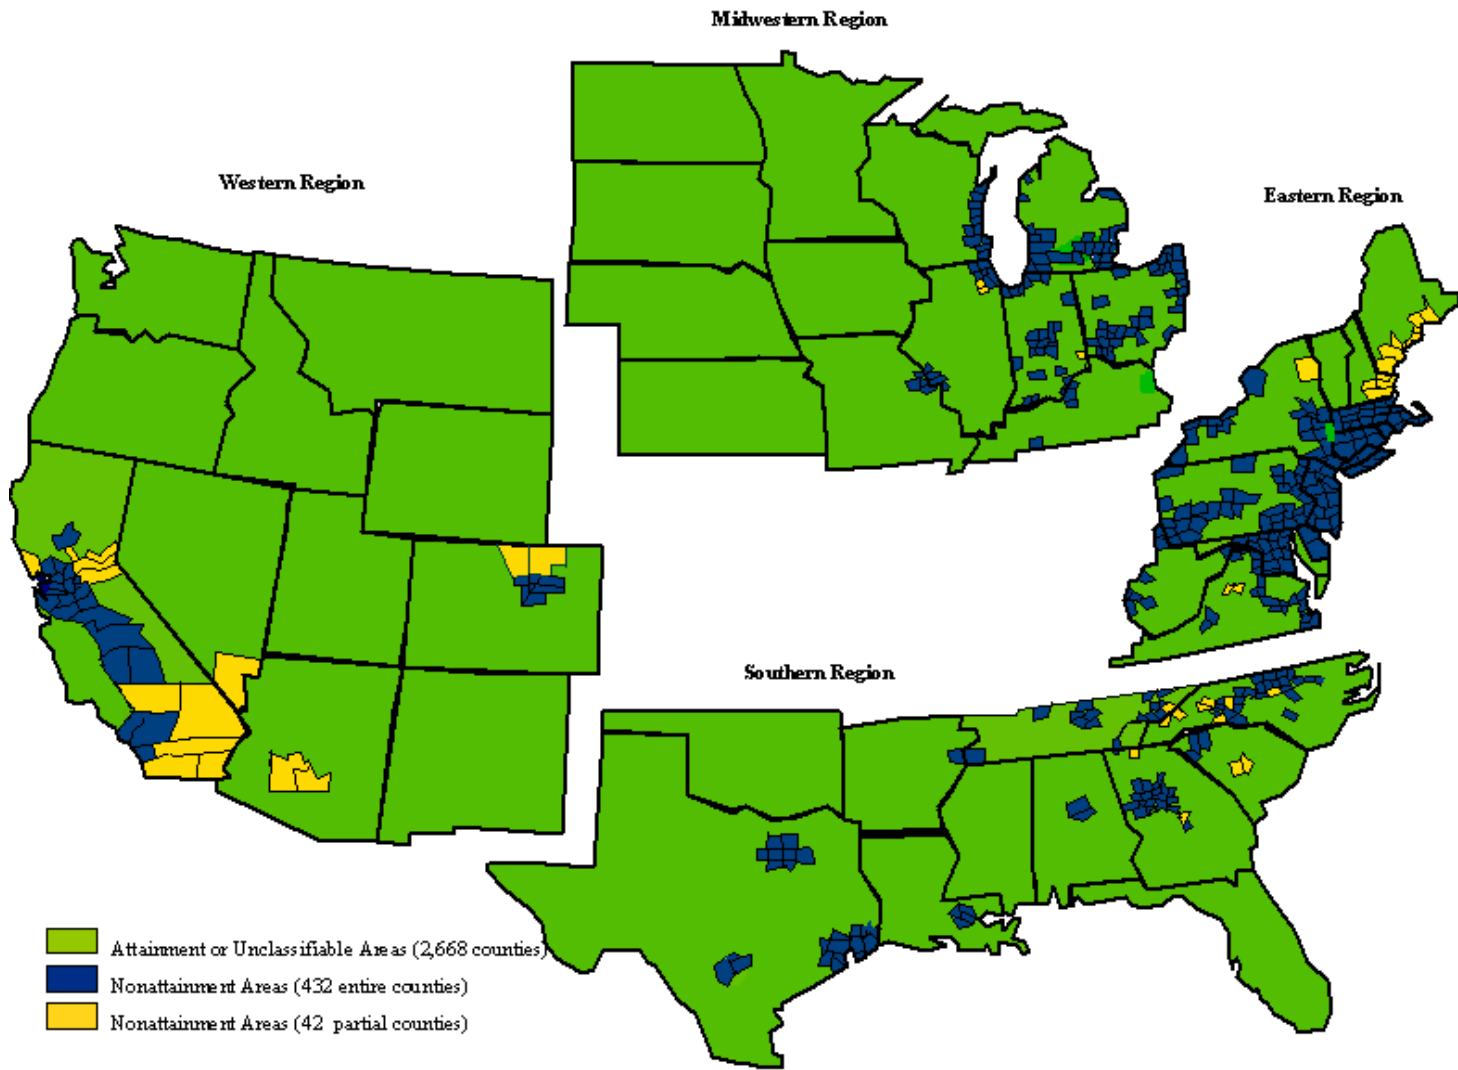 Midwestern Region
Western Region
Eastern Region
Southern Region
Attainment or Unclassifiable Areas (2,668 counties)
Nonattainment Areas (432 entire counties)
Nonattainment Areas (42 partial counties)